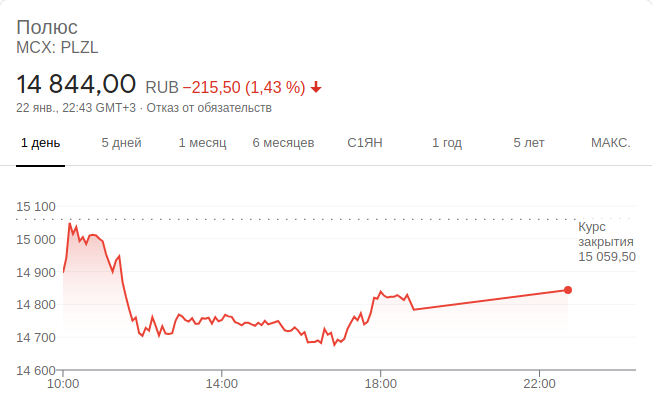 Полюс
MCX: PLZL
14 844,00 RUB −215,50 (1,43 %)
22 янв., 22:43 GMT+3 · Отказ от обязательств
1 день 5 дней 1 месяц 6 месяцев С1ЯН 1 год 5 лет МАКС.
15 100
15 000
14 900
14 800
14 700
14 600
Курс
закрытия
15 059,50
10:00 14:00 18:00 22:00